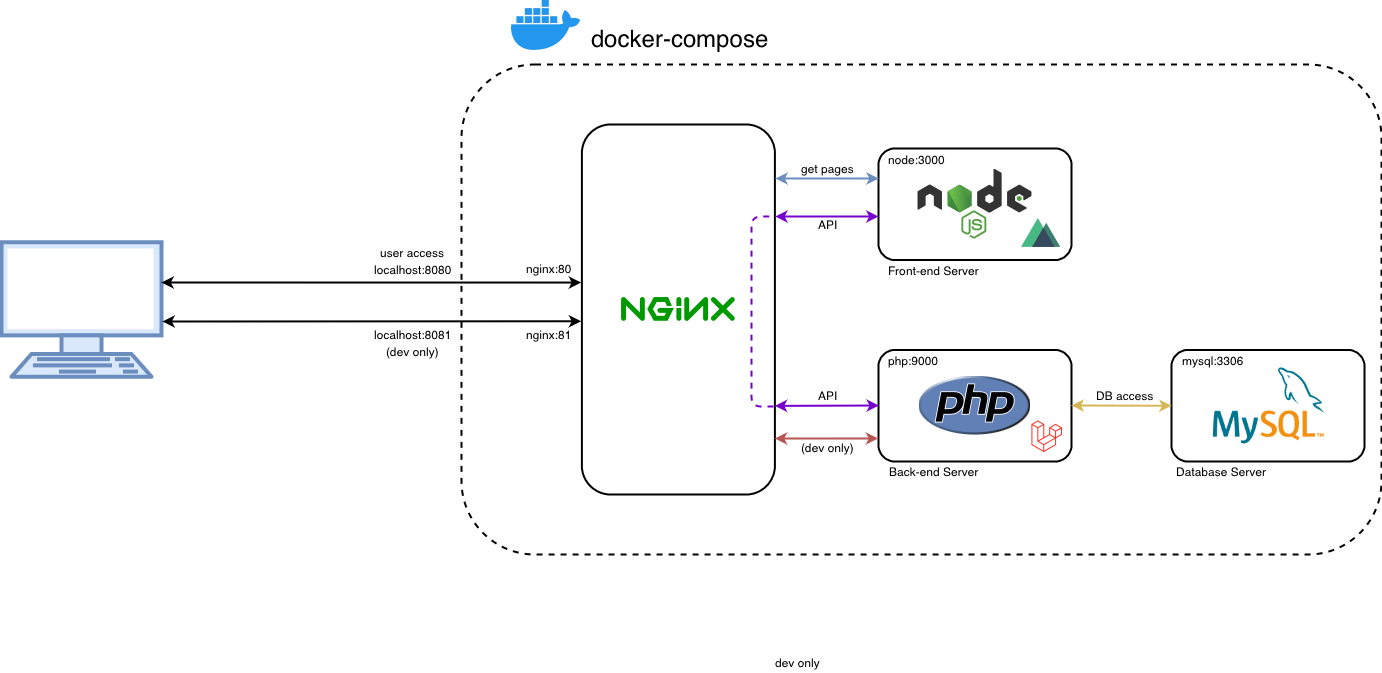 docker-compose
node:3000
get pages
node
JS
API
Front-end Server
user access
localhost:8080
nginx:80
NGiNX
localhost:8081
(dev only)
nginx:81
php:9000
API
php
(dev only)
Back-end Server
DB access
mysql:3306
MySQL™
Database Server
dev only